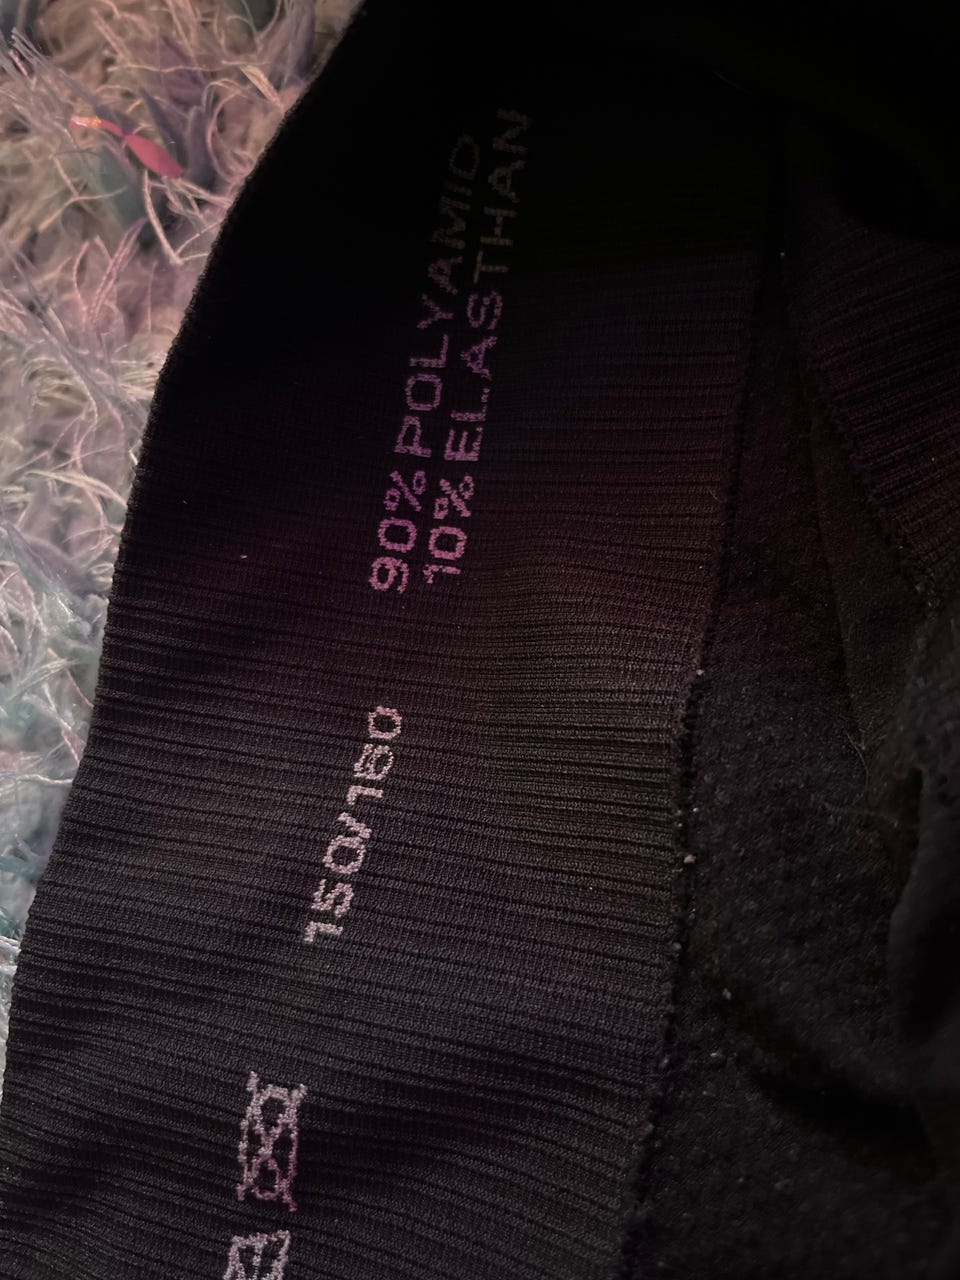 90% POLYAMID
10% ELASTHAN
150/160